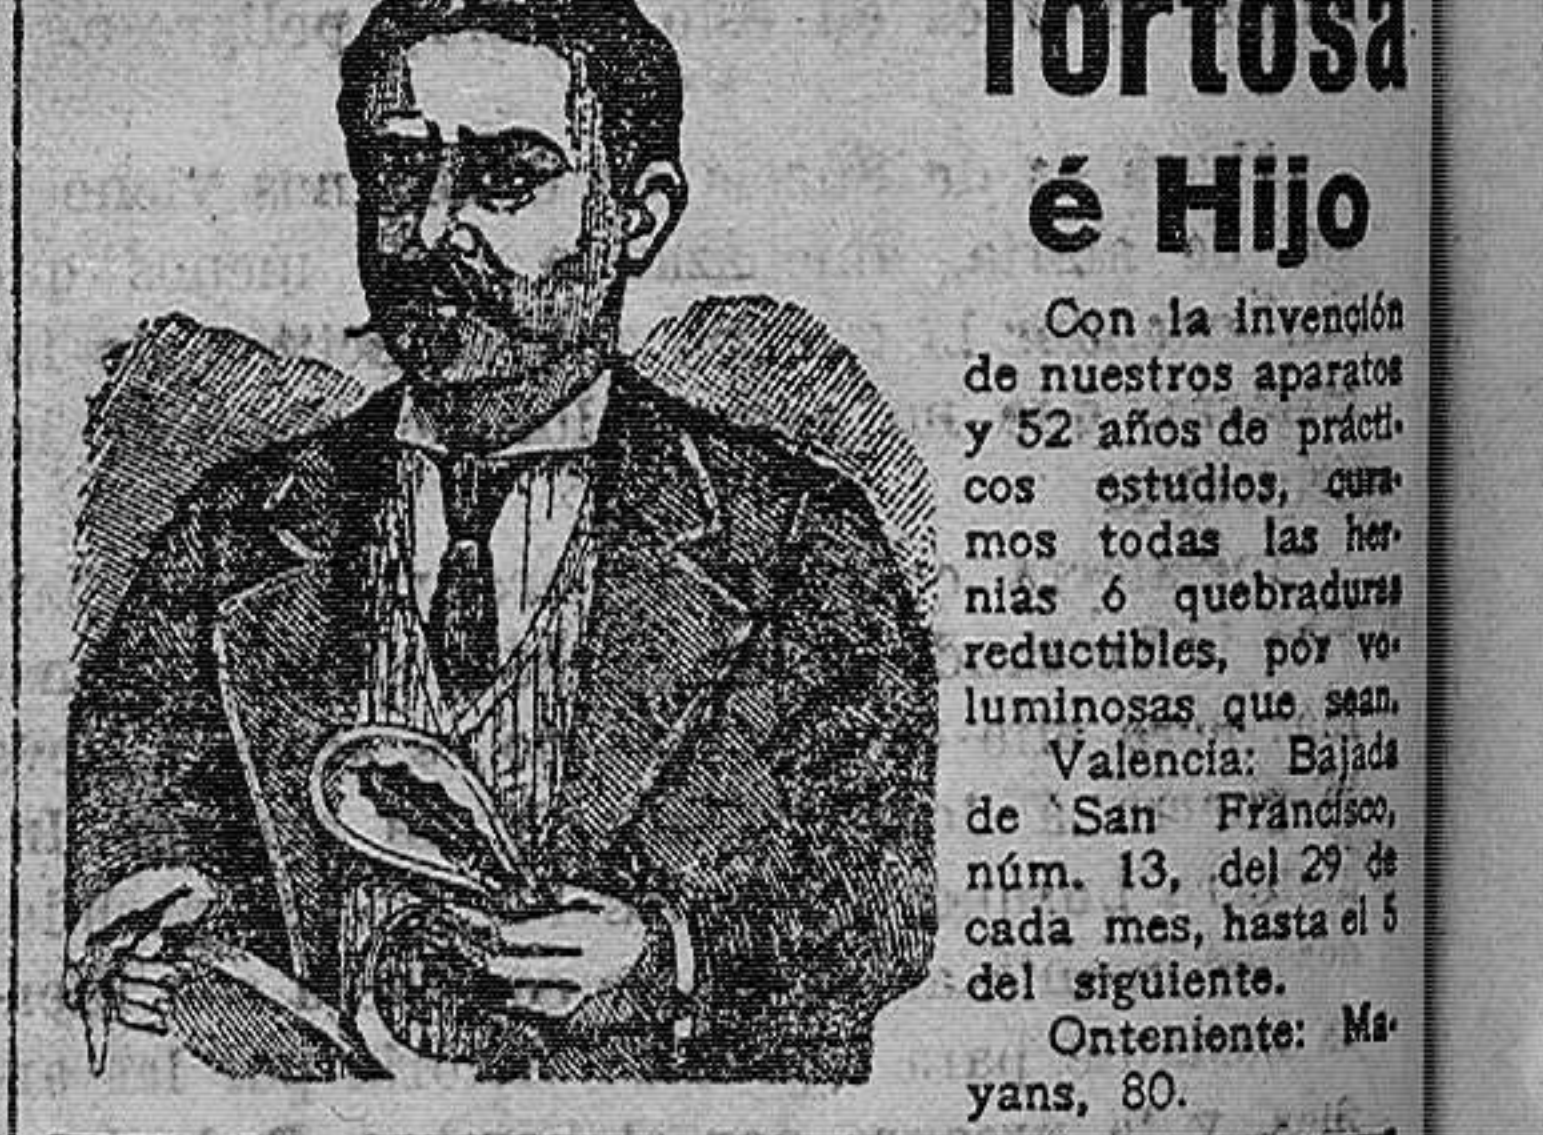 Tortosa
é Hijo
Con la invención
de nuestros aparatos
y 52 años de prácti-
cos estudios, cura-
mos todas las her-
nias ó quebraduras
reductibles, por vo-
luminosas que sean.
Valencia: Bajada
de San Francisco,
núm. 13, del 29 de
cada mes, hasta el 5
del siguiente.
Onteniente: Ma-
yans, 80.